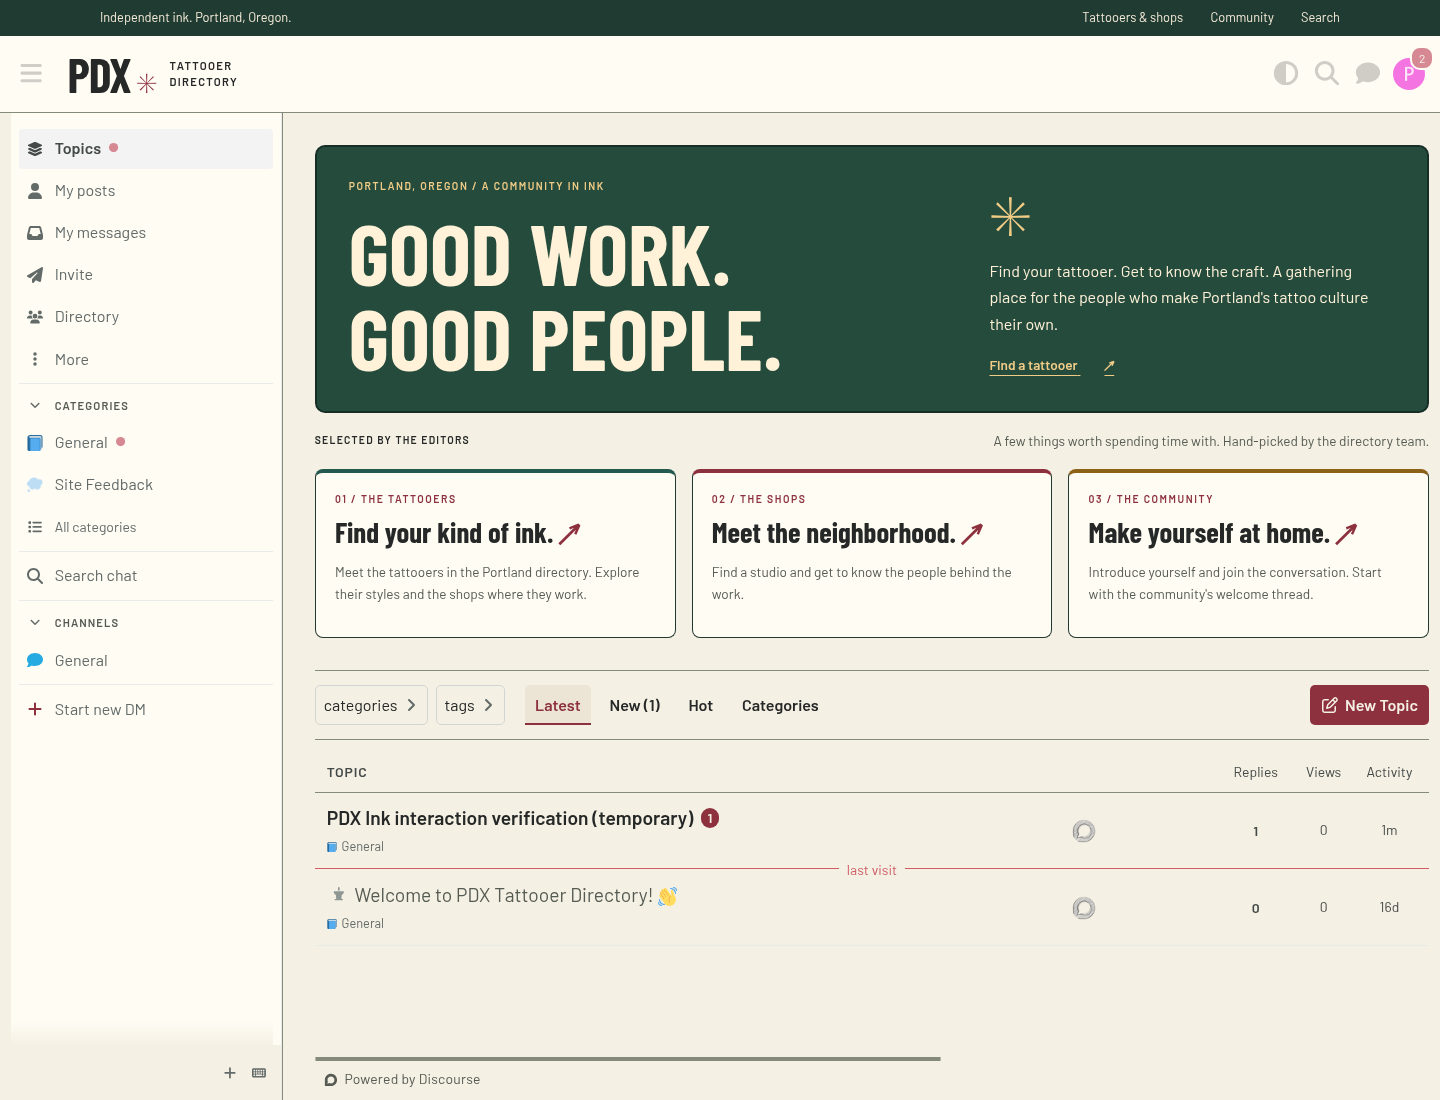 Independent ink. Portland, Oregon.
Tattooers & shops
Community
Search
PDX
TATTOOER
DIRECTORY
2
P
Topics
My posts
My messages
Invite
Directory
More
CATEGORIES
General
Site Feedback
All categories
Search chat
CHANNELS
General
Start new DM
PORTLAND, OREGON / A COMMUNITY IN INK
GOOD WORK.
GOOD PEOPLE.
Find your tattooer. Get to know the craft. A gathering
place for the people who make Portland's tattoo culture
their own.
Find a tattooer
SELECTED BY THE EDITORS
A few things worth spending time with. Hand-picked by the directory team.
01 / THE TATTOOERS
Find your kind of ink.
Meet the tattooers in the Portland directory. Explore
their styles and the shops where they work.
02 / THE SHOPS
Meet the neighborhood.
Find a studio and get to know the people behind the
work.
03 / THE COMMUNITY
Make yourself at home.
Introduce yourself and join the conversation. Start
with the community's welcome thread.
categories
tags
Latest
New (1)
Hot
Categories
New Topic
TOPIC
Replies
Views
Activity
PDX Ink interaction verification (temporary) 1
General
1
0
1m
last visit
Welcome to PDX Tattooer Directory!
General
0
0
16d
Powered by Discourse